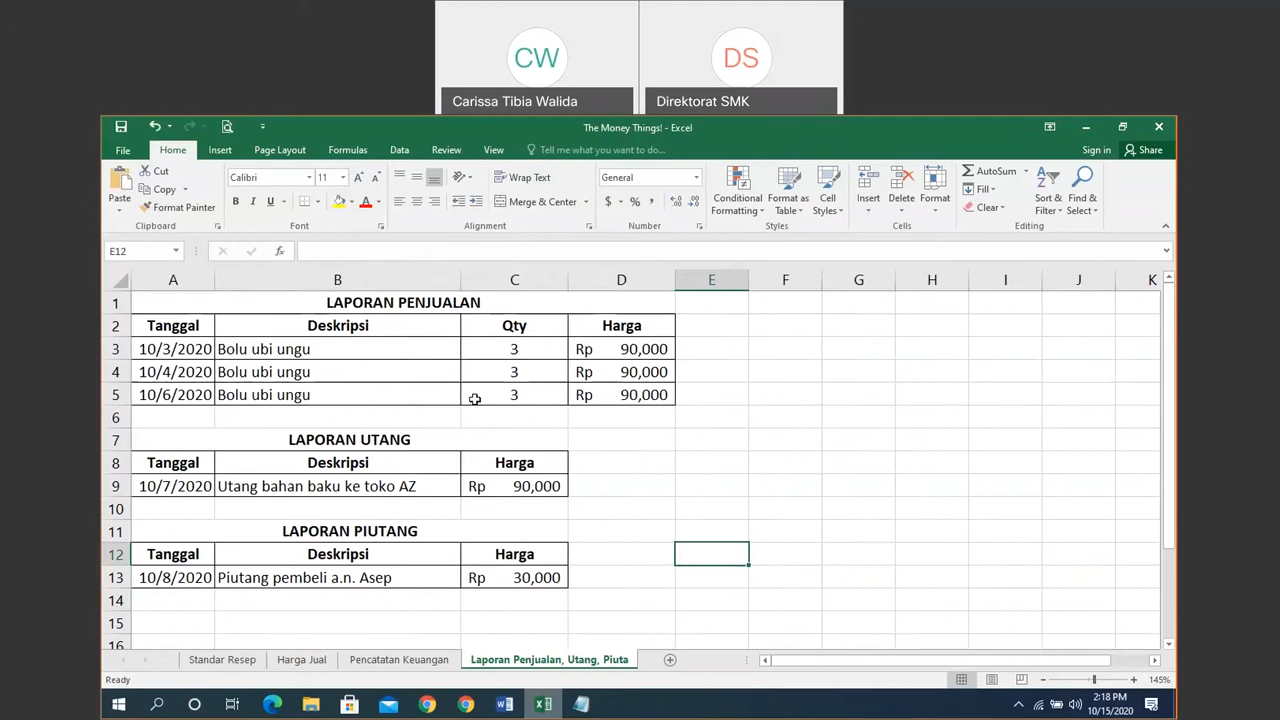 CW
DS
Carissa Tibia Walida
Direktorat SMK
The Money Things! - Excel
File Home Insert Page Layout Formulas Data Review View Tell me what you want to do... Sign in Share
Paste Cut Copy Format Painter Clipboard
Calibri 11 B I U A Font
Wrap Text Merge & Center Alignment
General $ % , Number
Conditional Formatting Format as Table Cell Styles Styles
Insert Delete Format Cells
AutoSum Fill Clear Sort & Filter Find & Select Editing
E12 fx
A B C D E F G H I J K
1 LAPORAN PENJUALAN
2 Tanggal Deskripsi Qty Harga
3 10/3/2020 Bolu ubi ungu 3 Rp 90,000
4 10/4/2020 Bolu ubi ungu 3 Rp 90,000
5 10/6/2020 Bolu ubi ungu 3 Rp 90,000
6
7 LAPORAN UTANG
8 Tanggal Deskripsi Harga
9 10/7/2020 Utang bahan baku ke toko AZ Rp 90,000
10
11 LAPORAN PIUTANG
12 Tanggal Deskripsi Harga
13 10/8/2020 Piutang pembeli a.n. Asep Rp 30,000
14
15
16
Standar Resep Harga Jual Pencatatan Keuangan Laporan Penjualan, Utang, Piuta
Ready 145%
2:18 PM
10/15/2020